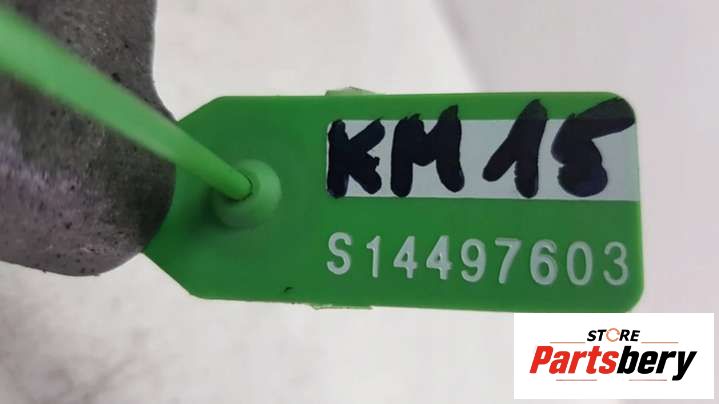 KM 15
S14497603
STORE
Partsbery